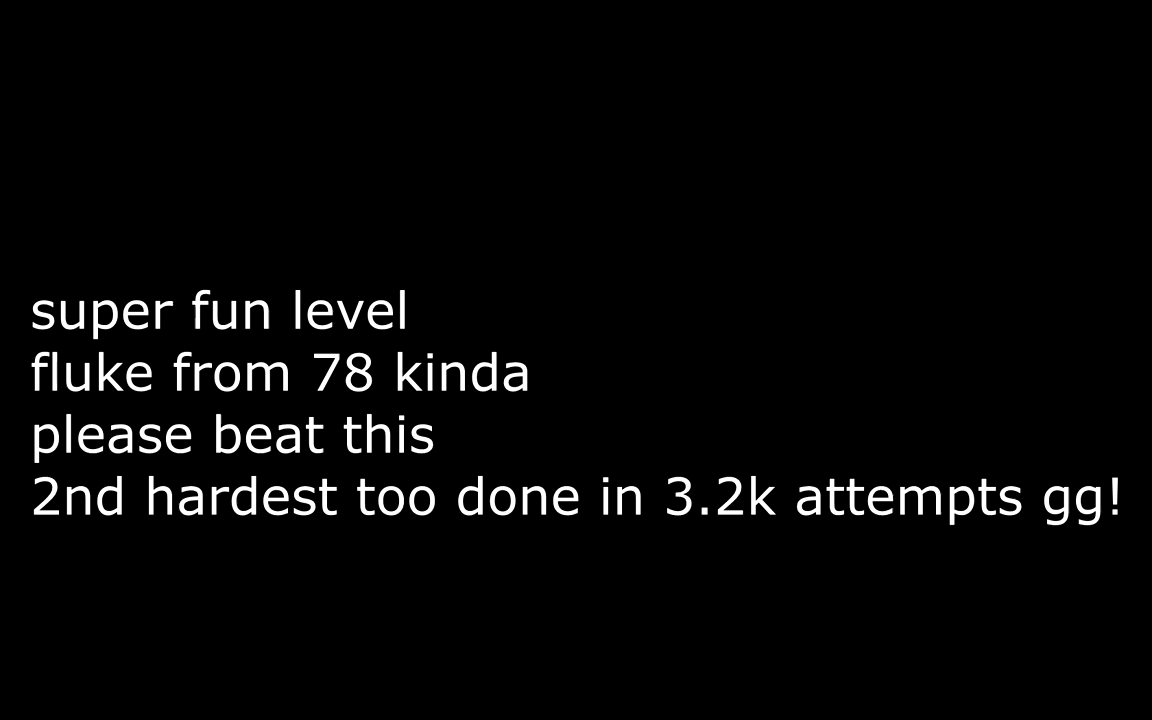 super fun level
fluke from 78 kinda
please beat this
2nd hardest too done in 3.2k attempts gg!